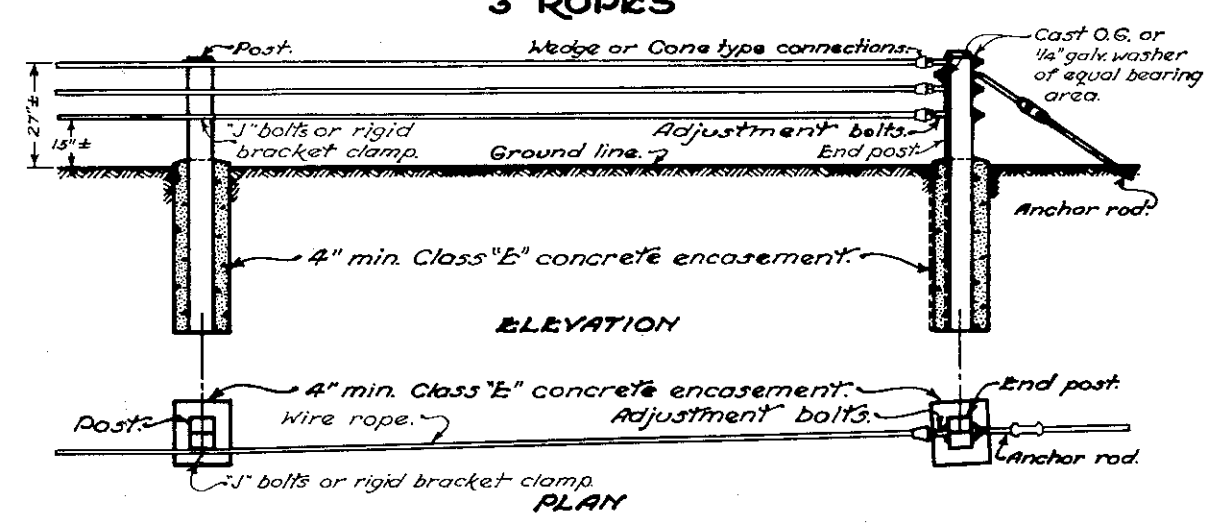 3 ROPES
Post.
Wedge or Cone type connections.
Cast O.G. or
1/4" galv. washer
of equal bearing
area.
27"±
15"±
"J" bolts or rigid
bracket clamp.
Adjustment bolts.
End post.
Ground line.
Anchor rod.
4" min. Class "E" concrete encasement.
ELEVATION
4" min. Class "E" concrete encasement.
End post.
Post.
Wire rope.
Adjustment bolts.
Anchor rod.
"J" bolts or rigid bracket clamp.
PLAN